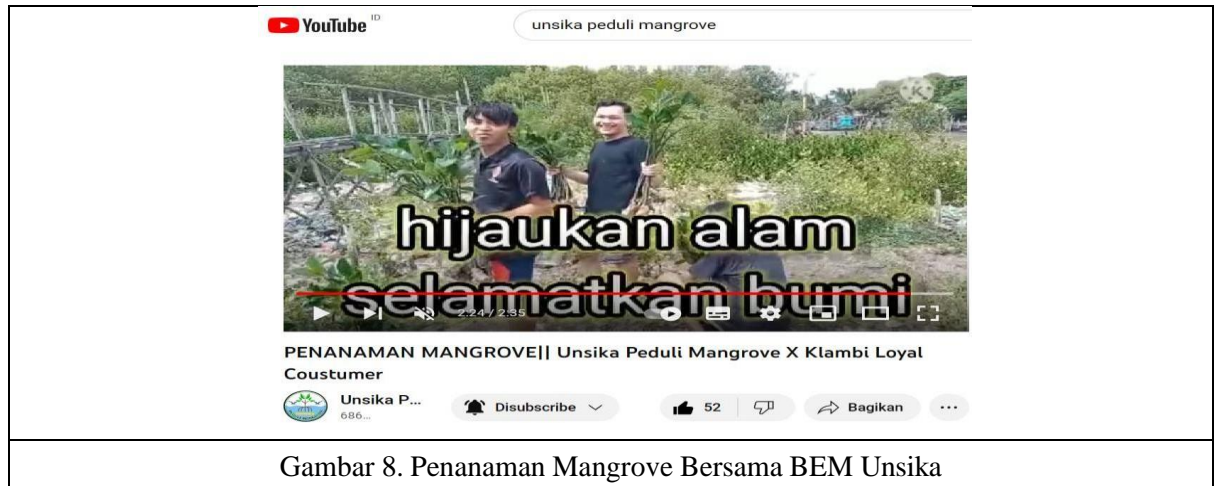 YouTube ID
unsika peduli mangrove
hijaukan alam
selamatkan bumi
2:24 / 2:35
PENANAMAN MANGROVE|| Unsika Peduli Mangrove X Klambi Loyal
Coustumer
Unsika P...
686...
Disubscribe
52
Bagikan
Gambar 8. Penanaman Mangrove Bersama BEM Unsika